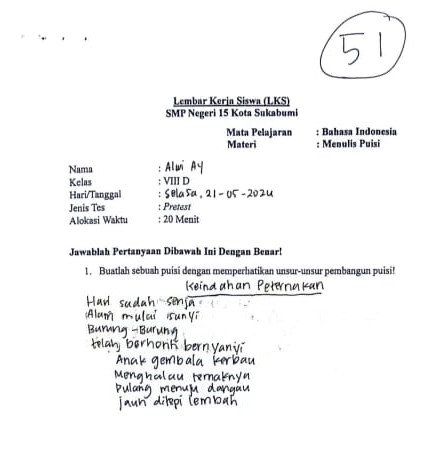 51
Lembar Kerja Siswa (LKS)
SMP Negeri 15 Kota Sukabumi
Mata Pelajaran : Bahasa Indonesia
Materi : Menulis Puisi
Nama : Alwi Ay
Kelas : VIII D
Hari/Tanggal : Selasa, 21-05-2024
Jenis Tes : Pretest
Alokasi Waktu : 20 Menit
Jawablah Pertanyaan Dibawah Ini Dengan Benar!
1. Buatlah sebuah puisi dengan memperhatikan unsur-unsur pembangun puisi!
Keindahan Peternakan
Hari sudah senja
Alam mulai sunyi
Burung-Burung
telah berhenti bernyanyi
Anak gembala kerbau
Menghalau ternaknya
Pulang menuju dangau
jauh ditepi lembah